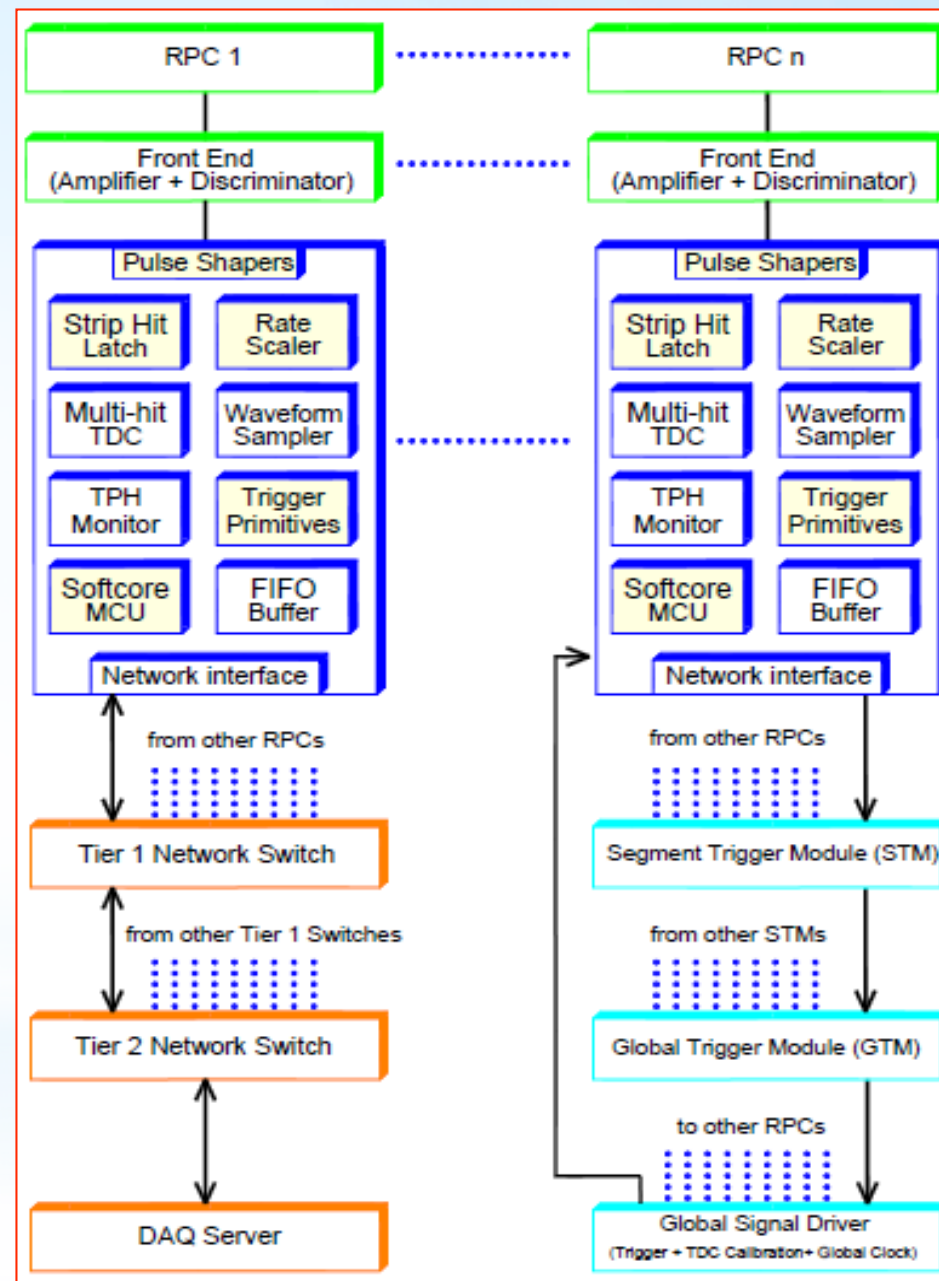 RPC 1
RPC n
Front End
(Amplifier + Discriminator)
Front End
(Amplifier + Discriminator)
Pulse Shapers
Strip Hit
Latch
Rate
Scaler
Multi-hit
TDC
Waveform
Sampler
TPH
Monitor
Trigger
Primitives
Softcore
MCU
FIFO
Buffer
Network interface
Pulse Shapers
Strip Hit
Latch
Rate
Scaler
Multi-hit
TDC
Waveform
Sampler
TPH
Monitor
Trigger
Primitives
Softcore
MCU
FIFO
Buffer
Network interface
from other RPCs
Tier 1 Network Switch
from other Tier 1 Switches
Tier 2 Network Switch
DAQ Server
from other RPCs
Segment Trigger Module (STM)
from other STMs
Global Trigger Module (GTM)
to other RPCs
Global Signal Driver
(Trigger + TDC Calibration+ Global Clock)